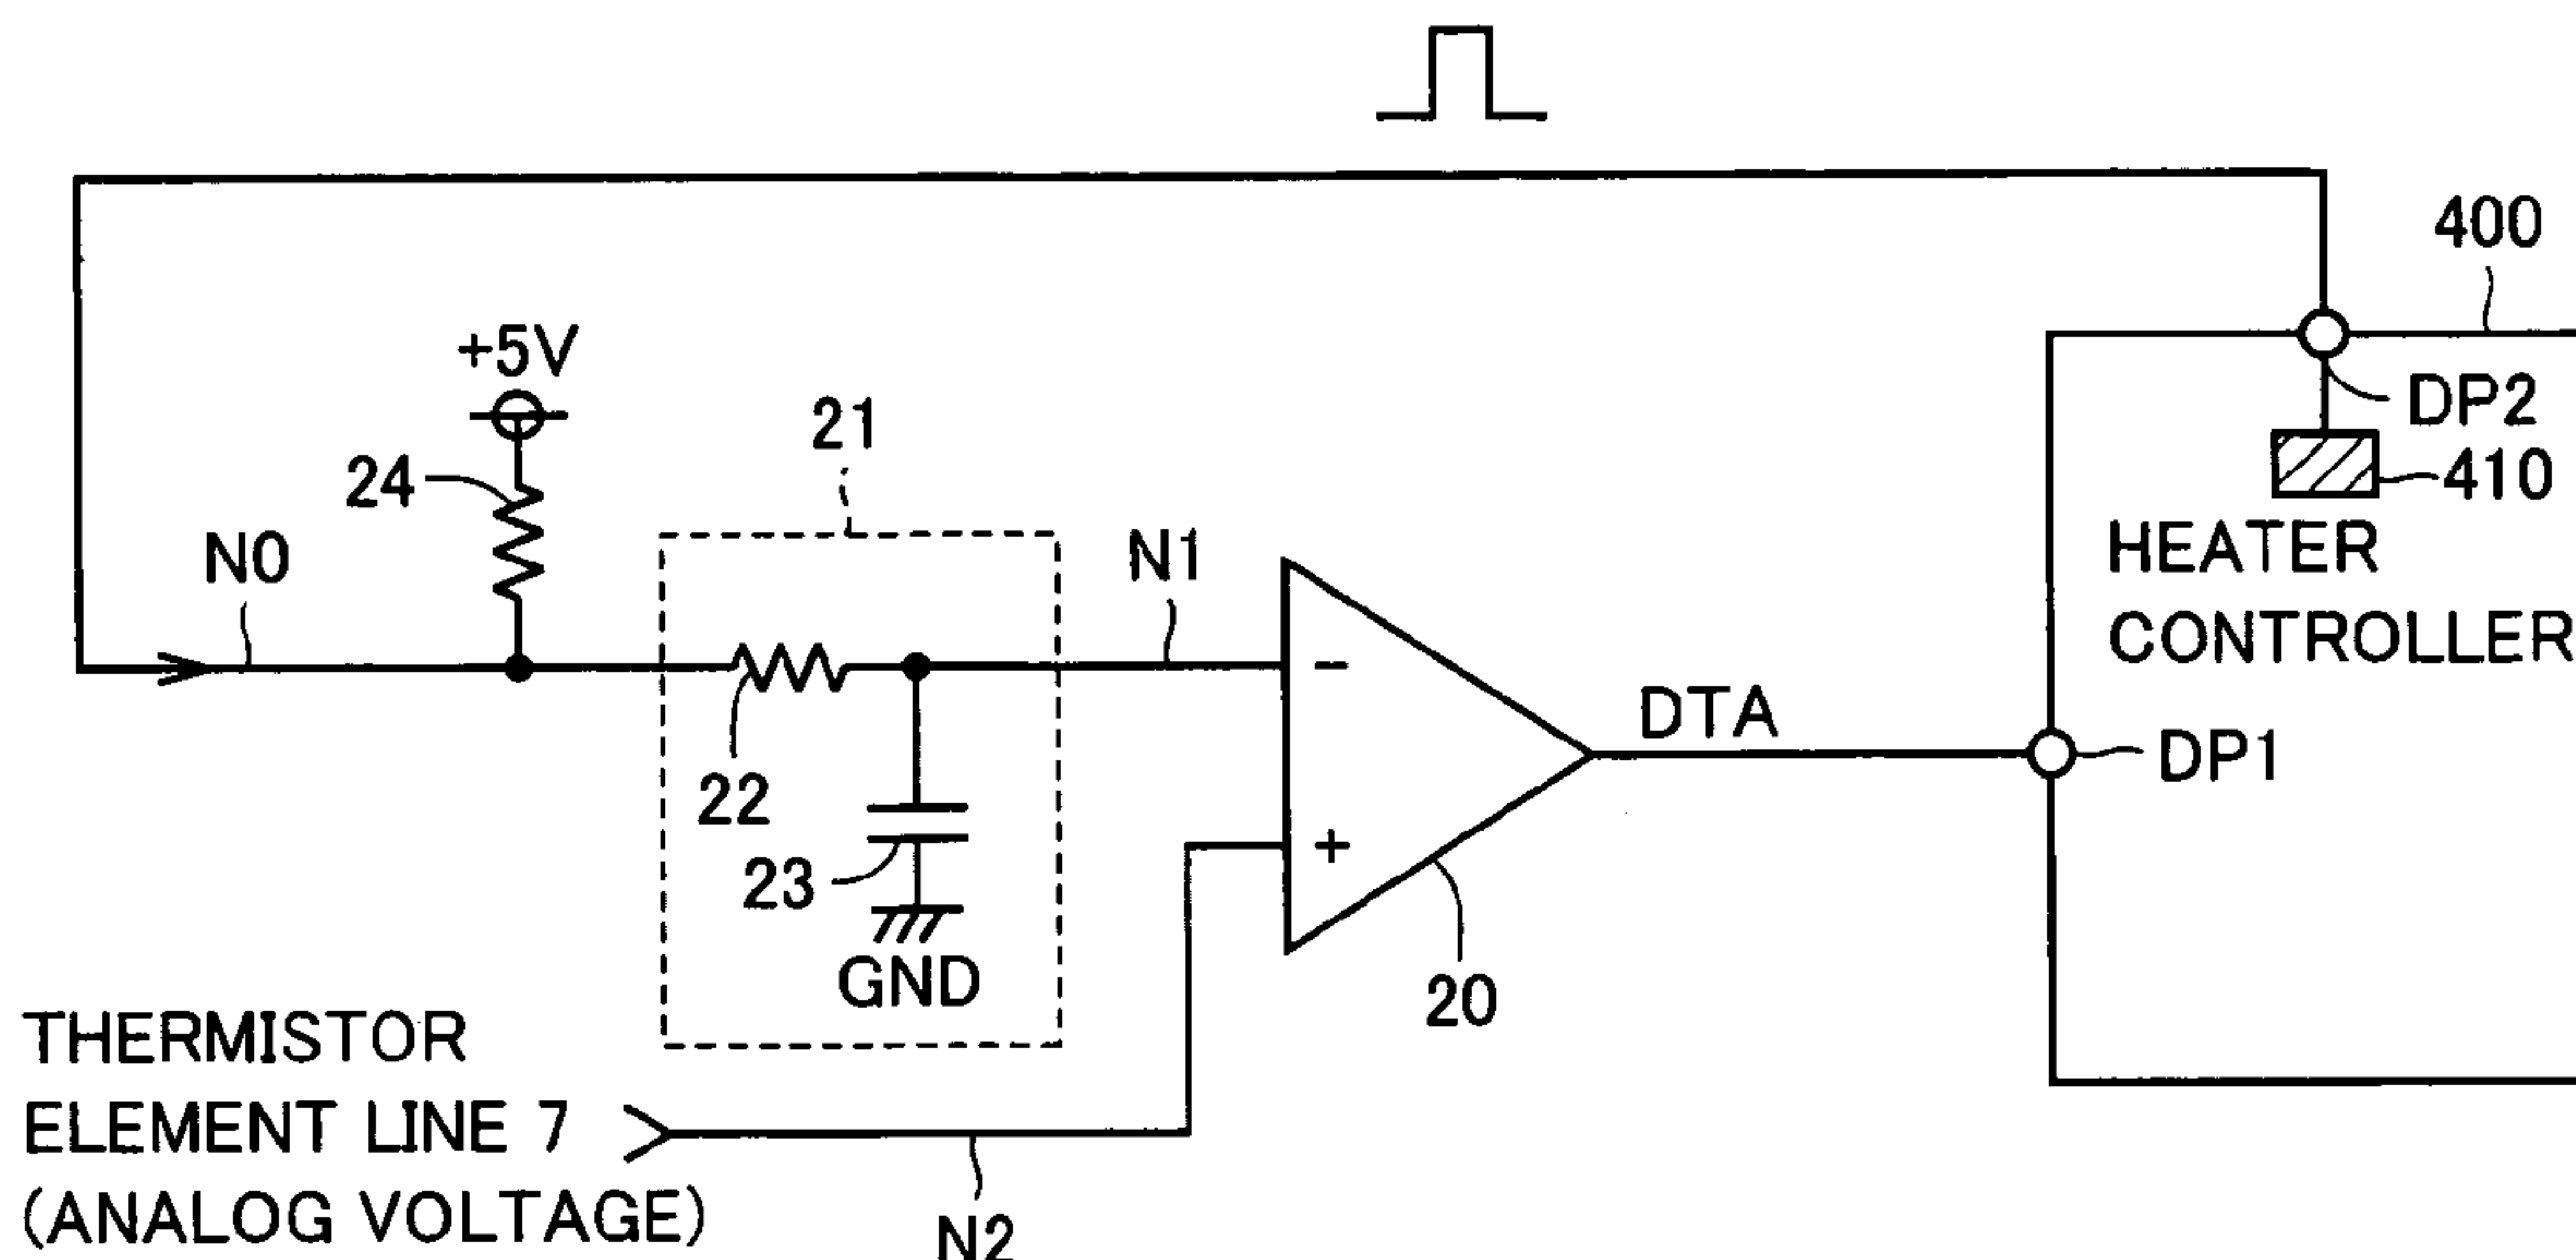 400
+5V
DP2
21
24
410
N0
N1
HEATER
CONTROLLER
-
DTA
DP1
22
+
23
GND
20
THERMISTOR
ELEMENT LINE 7
(ANALOG VOLTAGE)
N2